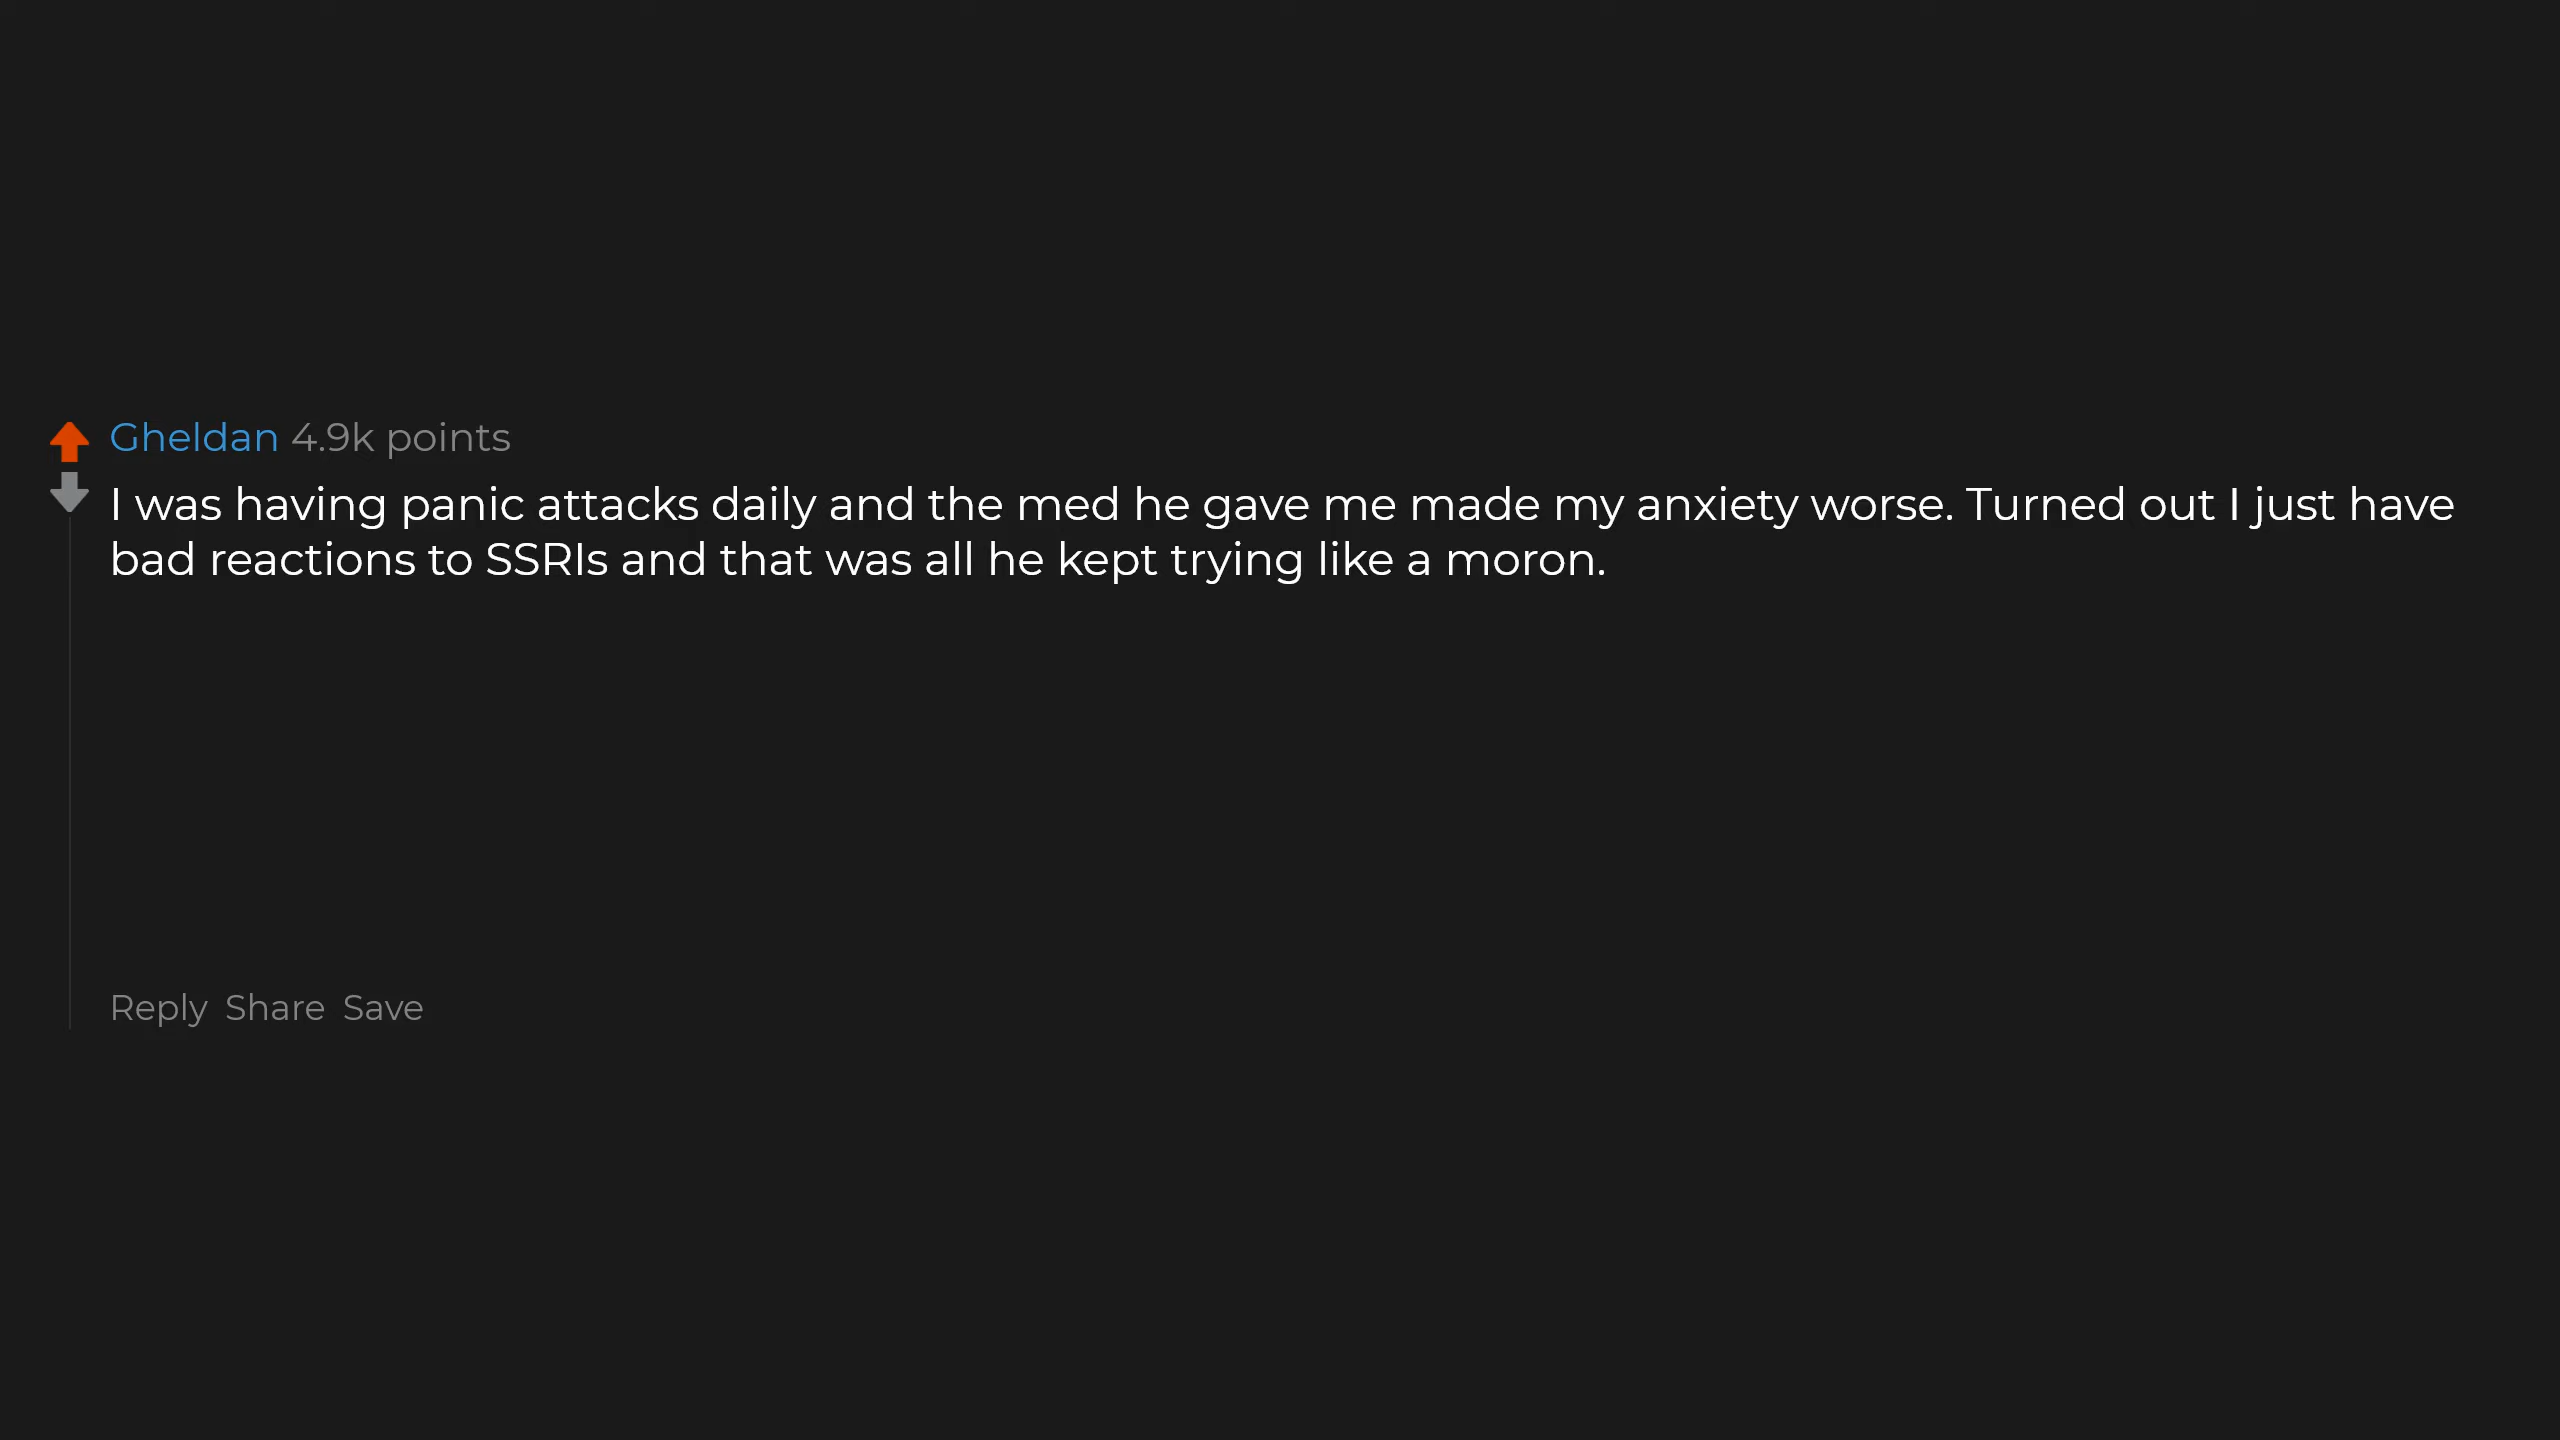 Gheldan 4.9k points
I was having panic attacks daily and the med he gave me made my anxiety worse. Turned out I just have
bad reactions to SSRIs and that was all he kept trying like a moron.
Reply Share Save